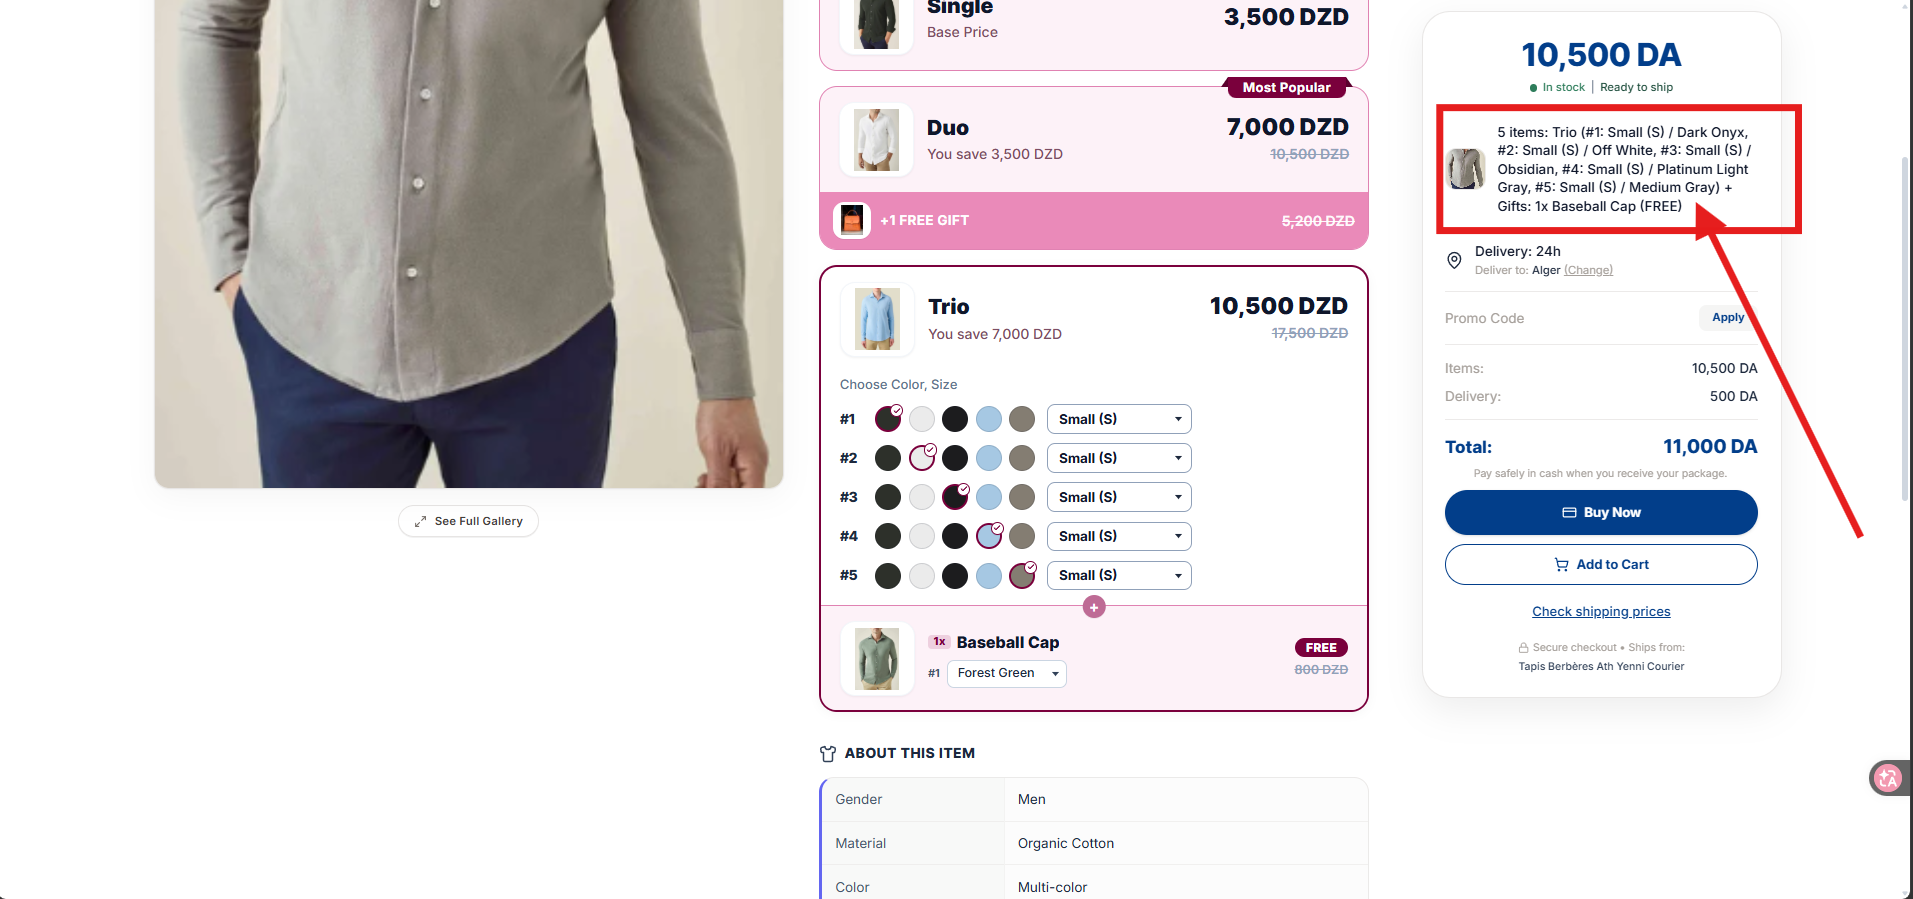 Single
Base Price
3,500 DZD
Most Popular
Duo
You save 3,500 DZD
7,000 DZD
10,500 DZD
+1 FREE GIFT
5,200 DZD
Trio
You save 7,000 DZD
10,500 DZD
17,500 DZD
Choose Color, Size
#1
Small (S)
#2
Small (S)
#3
Small (S)
#4
Small (S)
#5
Small (S)
+
1x Baseball Cap
#1 Forest Green
FREE
800 DZD
See Full Gallery
ABOUT THIS ITEM
Gender
Men
Material
Organic Cotton
Color
Multi-color
10,500 DA
In stock | Ready to ship
5 items: Trio (#1: Small (S) / Dark Onyx,
#2: Small (S) / Off White, #3: Small (S) /
Obsidian, #4: Small (S) / Platinum Light
Gray, #5: Small (S) / Medium Gray) +
Gifts: 1x Baseball Cap (FREE)
Delivery: 24h
Deliver to: Alger (Change)
Promo Code
Apply
Items:
10,500 DA
Delivery:
500 DA
Total:
11,000 DA
Pay safely in cash when you receive your package.
Buy Now
Add to Cart
Check shipping prices
Secure checkout • Ships from:
Tapis Berbères Ath Yenni Courier